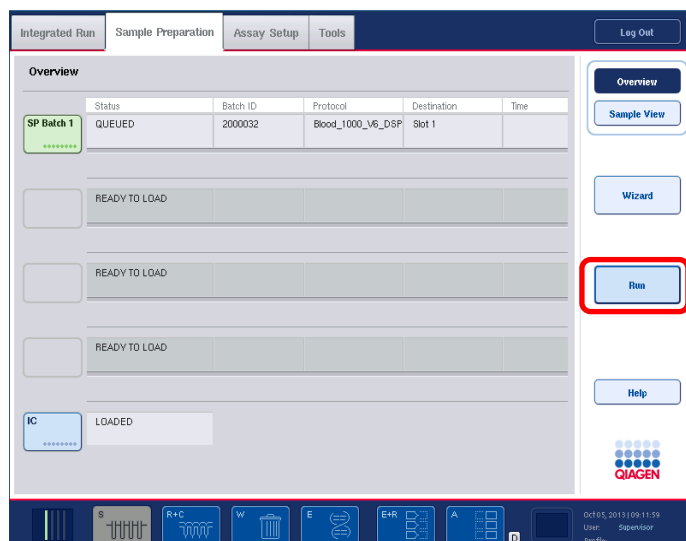 Integrated Run Sample Preparation Assay Setup Tools Log Out
Overview
Overview
Sample View
Status Batch ID Protocol Destination Time
SP Batch 1 QUEUED 2000032 Blood_1000_V6_DSP Slot 1
READY TO LOAD
Wizard
READY TO LOAD
Run
READY TO LOAD
Help
IC LOADED
QIAGEN
S R+C W E E+R A D
Oct 05, 2013 | 09:11:59
User: Supervisor
Profile: